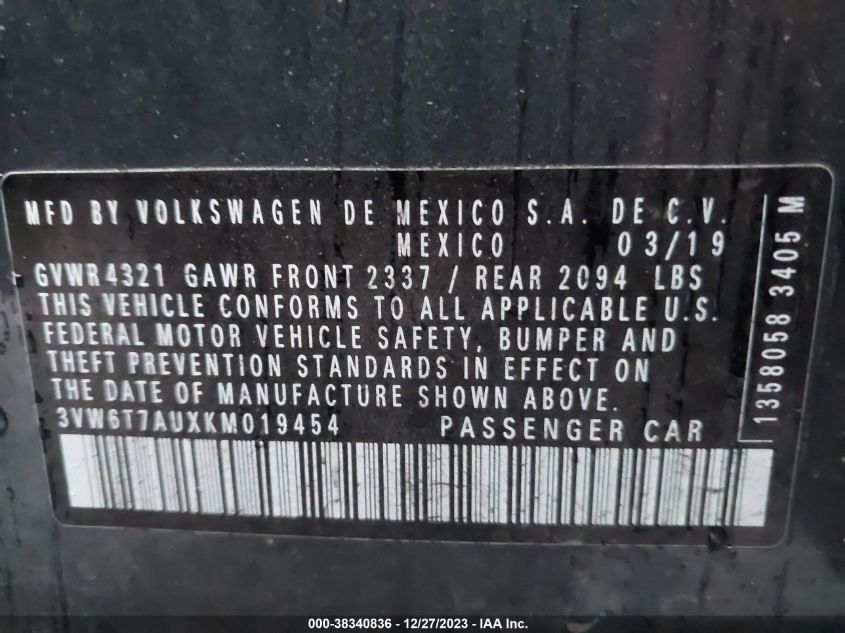 MFD BY VOLKSWAGEN DE MEXICO S.A. DE C.V.
MEXICO 03/19
GVWR4321 GAWR FRONT 2337 / REAR 2094 LBS
THIS VEHICLE CONFORMS TO ALL APPLICABLE U.S.
FEDERAL MOTOR VEHICLE SAFETY, BUMPER AND
THEFT PREVENTION STANDARDS IN EFFECT ON
THE DATE OF MANUFACTURE SHOWN ABOVE.
3VW6T7AUXKM019454 PASSENGER CAR
1358058 3405 M
000-38340836 - 12/27/2023 - IAA Inc.